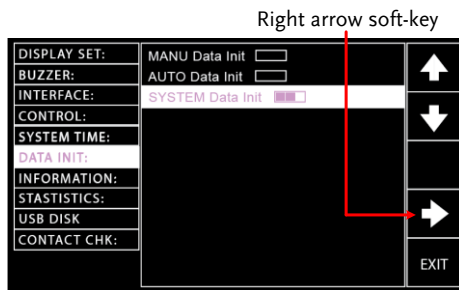 Right arrow soft-key
DISPLAY SET:
BUZZER:
INTERFACE:
CONTROL:
SYSTEM TIME:
DATA INIT:
INFORMATION:
STASTISTICS:
USB DISK
CONTACT CHK:
MANU Data Init
AUTO Data Init
SYSTEM Data Init
EXIT